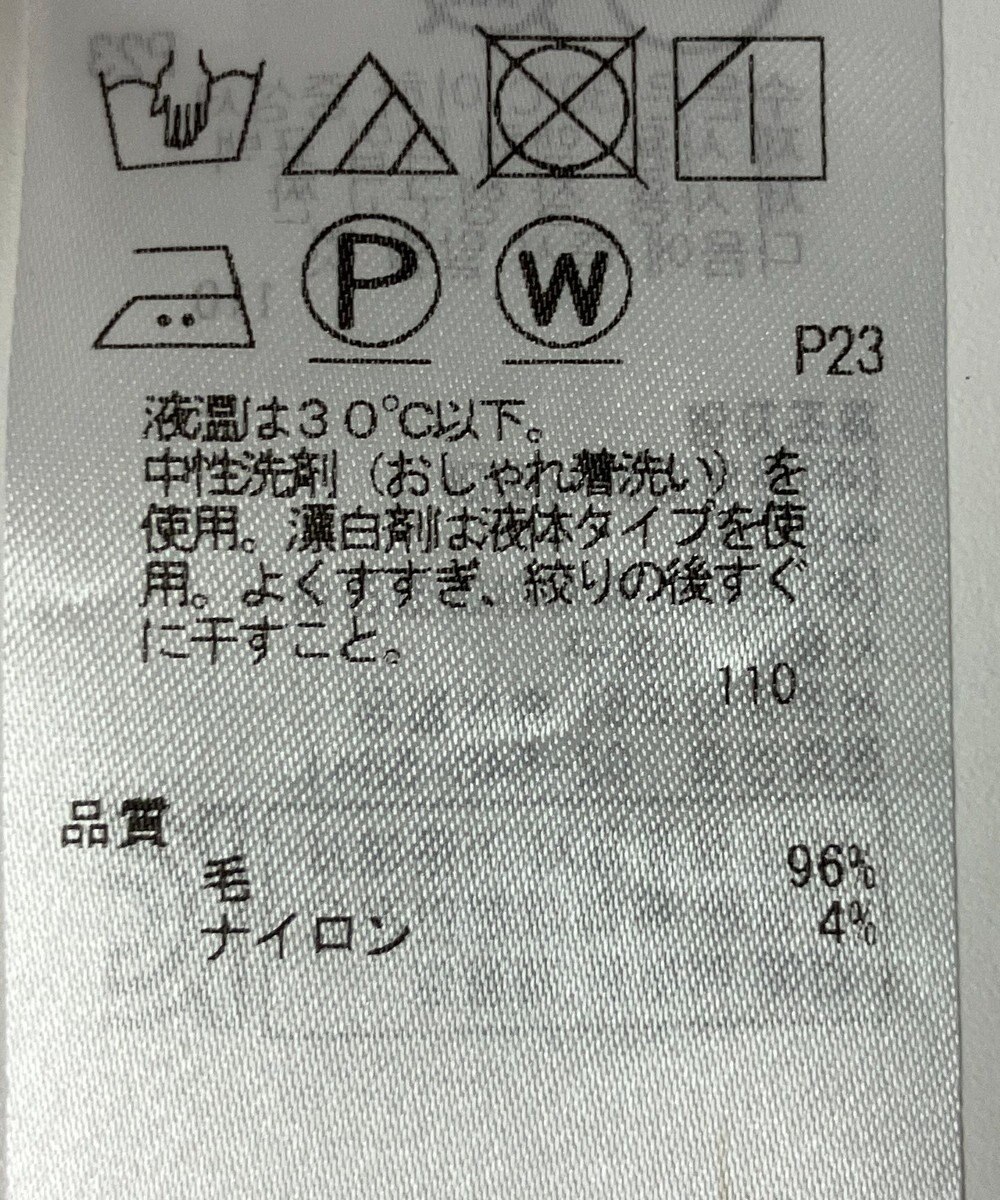 P
W
P23
液温は30℃以下。
中性洗剤（おしゃれ着洗い）を
使用。漂白剤は液体タイプを使
用。よくすすぎ、絞りの後すぐ
に干すこと。
110
品質
毛 96%
ナイロン 4%